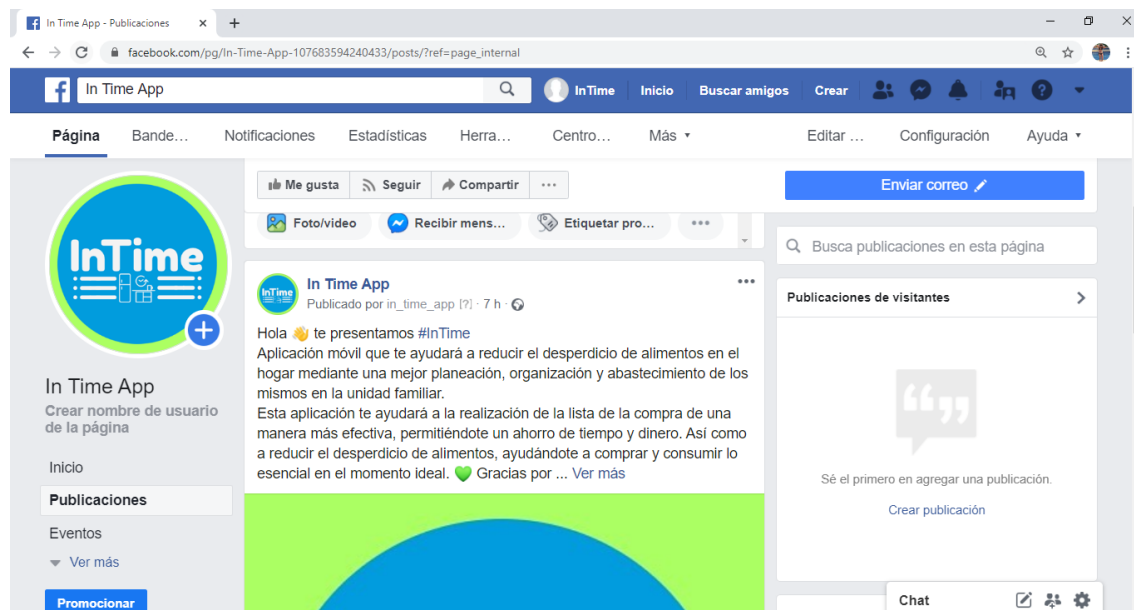 In Time App - Publicaciones
facebook.com/pg/In-Time-App-107683594240433/posts/?ref=page_internal
In Time App
InTime Inicio Buscar amigos Crear
Página Bande... Notificaciones Estadísticas Herra... Centro... Más Editar ... Configuración Ayuda
Me gusta Seguir Compartir ...
Enviar correo
Foto/video Recibir mens... Etiquetar pro... ...
Busca publicaciones en esta página
InTime
In Time App
Crear nombre de usuario
de la página
Inicio
Publicaciones
Eventos
Ver más
Promocionar
InTime
In Time App
Publicado por in_time_app [?] · 7 h ·
Hola 👋 te presentamos #InTime
Aplicación móvil que te ayudará a reducir el desperdicio de alimentos en el
hogar mediante una mejor planeación, organización y abastecimiento de los
mismos en la unidad familiar.
Esta aplicación te ayudará a la realización de la lista de la compra de una
manera más efectiva, permitiéndote un ahorro de tiempo y dinero. Así como
a reducir el desperdicio de alimentos, ayudándote a comprar y consumir lo
esencial en el momento ideal. 💚 Gracias por ... Ver más
Publicaciones de visitantes
Sé el primero en agregar una publicación.
Crear publicación
Chat